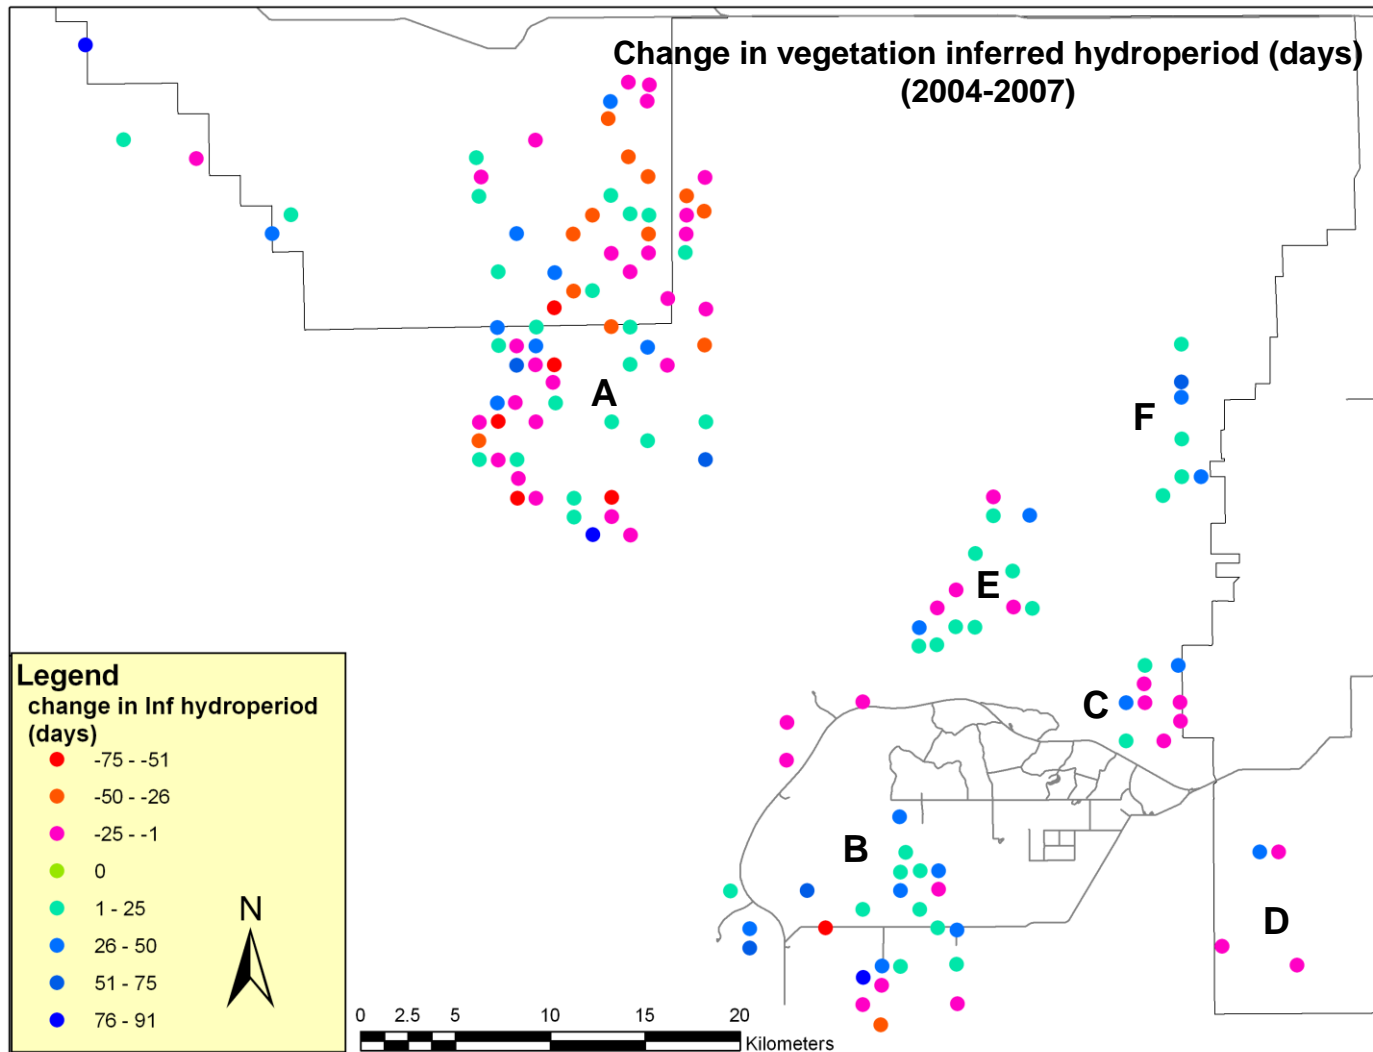 Change in vegetation inferred hydroperiod (days)
(2004-2007)
A
F
E
C
B
D
Legend
change in Inf hydroperiod
(days)
-75 - -51
-50 - -26
-25 - -1
0
1 - 25
26 - 50
51 - 75
76 - 91
N
0 2.5 5 10 15 20
Kilometers